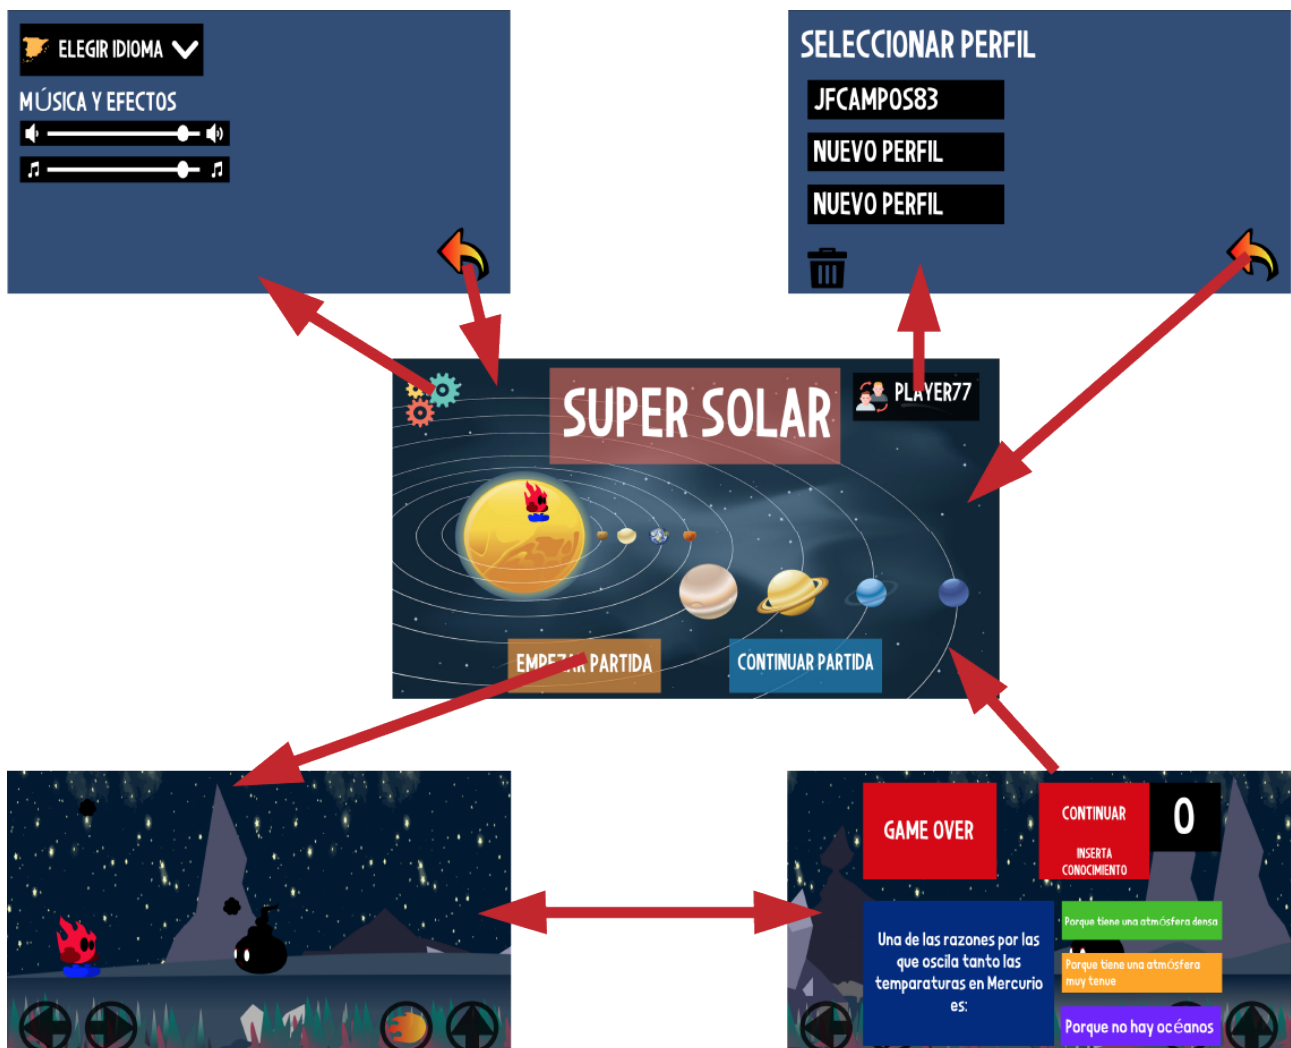 ELEGIR IDIOMA
MÚSICA Y EFECTOS
SELECCIONAR PERFIL
JFCAMPOS83
NUEVO PERFIL
NUEVO PERFIL
SUPER SOLAR
PLAYER77
EMPEZAR PARTIDA
CONTINUAR PARTIDA
GAME OVER
CONTINUAR
INSERTA
CONOCIMIENTO
0
Una de las razones por las
que oscila tanto las
temparaturas en Mercurio
es:
Porque tiene una atmósfera densa
Porque tiene una atmósfera
muy tenue
Porque no hay océanos